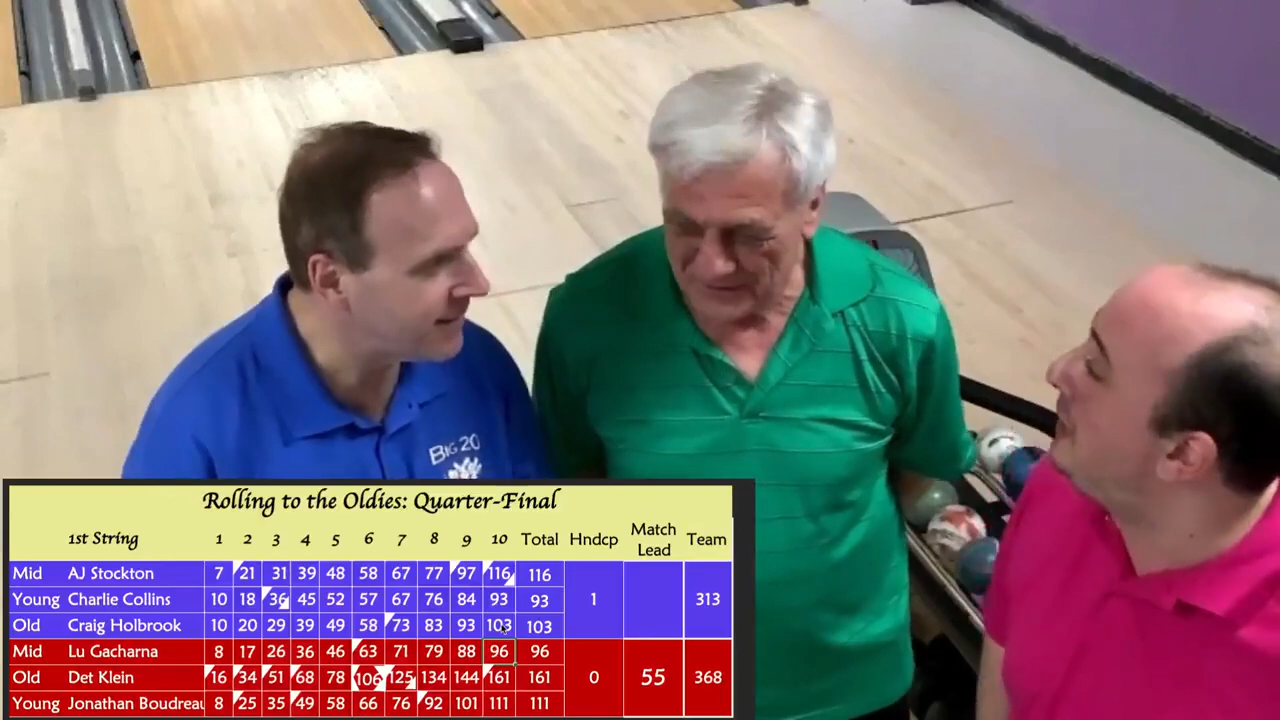 BIG 20
Rolling to the Oldies: Quarter-Final
1st String 1 2 3 4 5 6 7 8 9 10 Total Hndcp Match Lead Team
Mid AJ Stockton 7 21 31 39 48 58 67 77 97 116 116
Young Charlie Collins 10 18 36 45 52 57 67 76 84 93 93 1 313
Old Craig Holbrook 10 20 29 39 49 58 73 83 93 103 103
Mid Lu Gacharna 8 17 26 36 46 63 71 79 88 96 96
Old Det Klein 16 34 51 68 78 106 125 134 144 161 161 0 55 368
Young Jonathan Boudreau 8 25 35 49 58 66 76 92 101 111 111